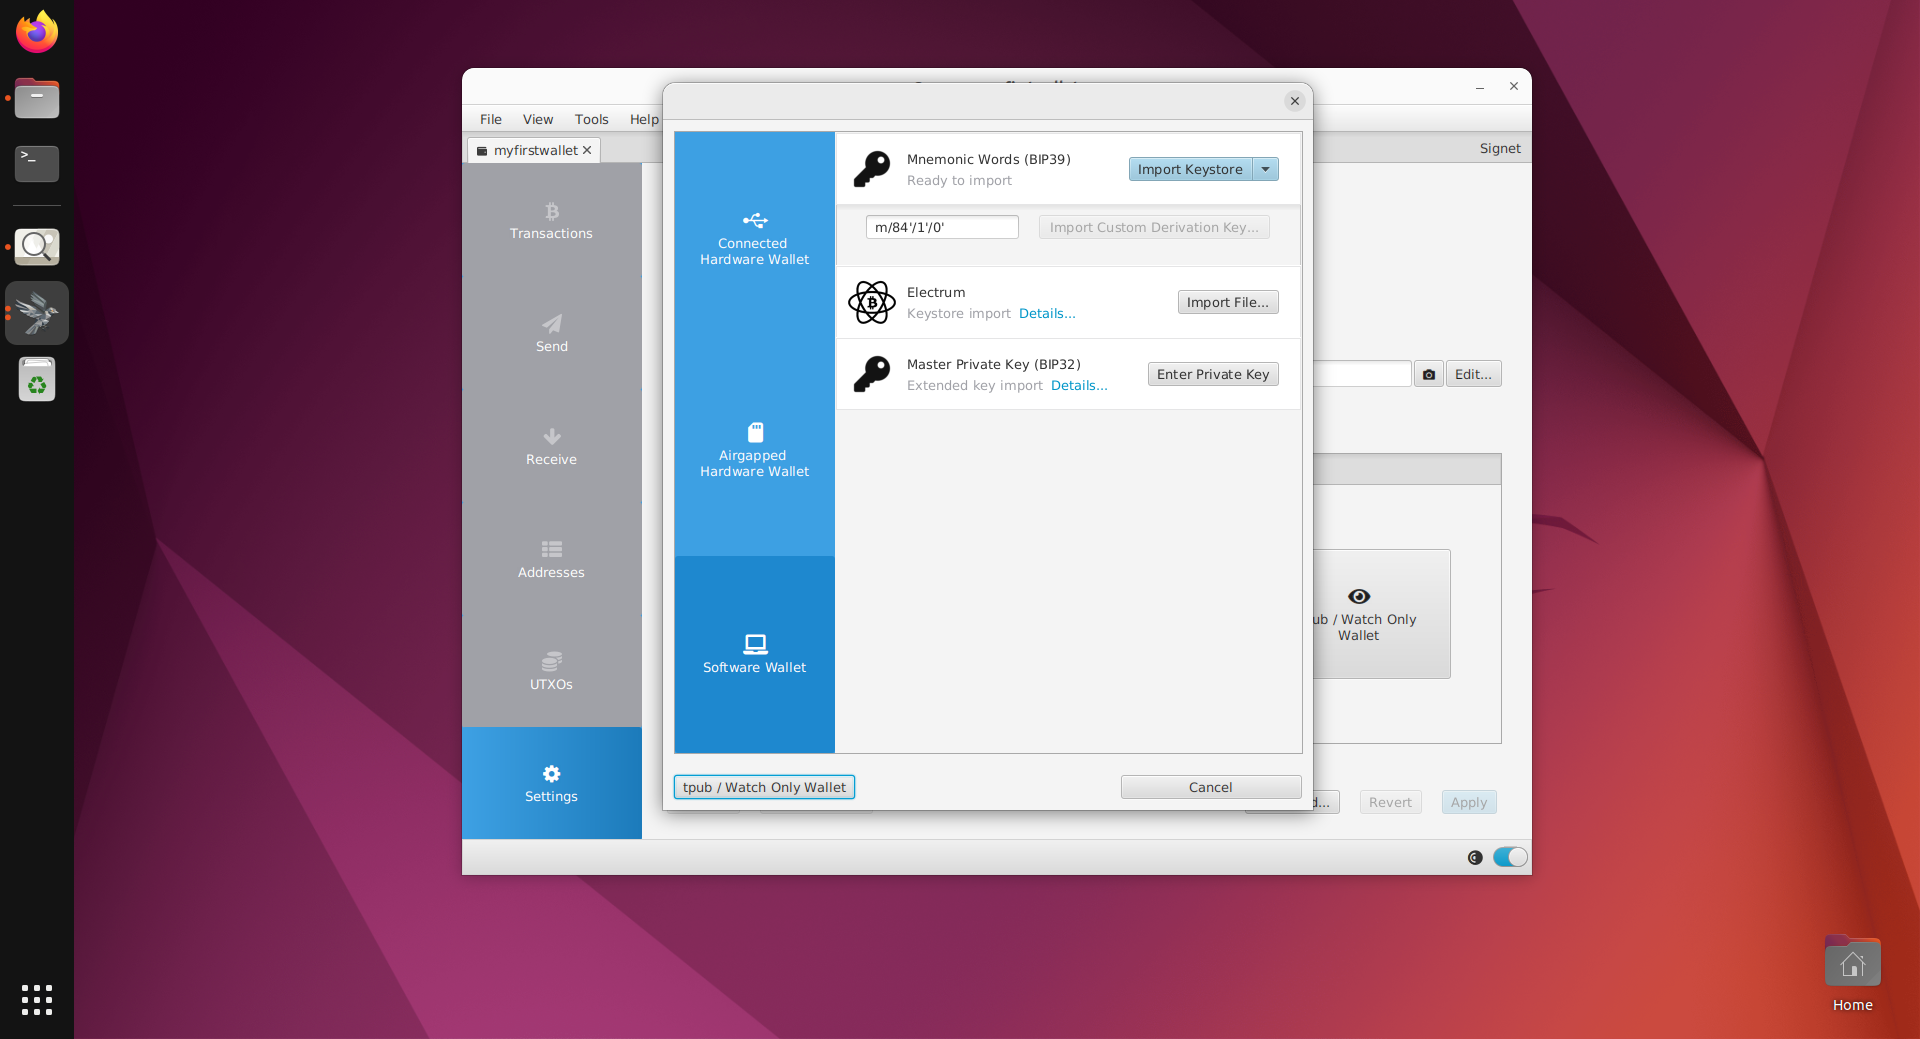 File View Tools Help
myfirstwallet
Signet
Transactions
Send
Receive
Addresses
UTXOs
Settings
Connected
Hardware Wallet
Airgapped
Hardware Wallet
Software Wallet
Mnemonic Words (BIP39)
Ready to import
Import Keystore
m/84'/1'/0'
Import Custom Derivation Key...
Electrum
Keystore import Details...
Import File...
Master Private Key (BIP32)
Extended key import Details...
Enter Private Key
tpub / Watch Only Wallet
Cancel
Edit...
/ Watch Only
Wallet
Revert
Apply
Home